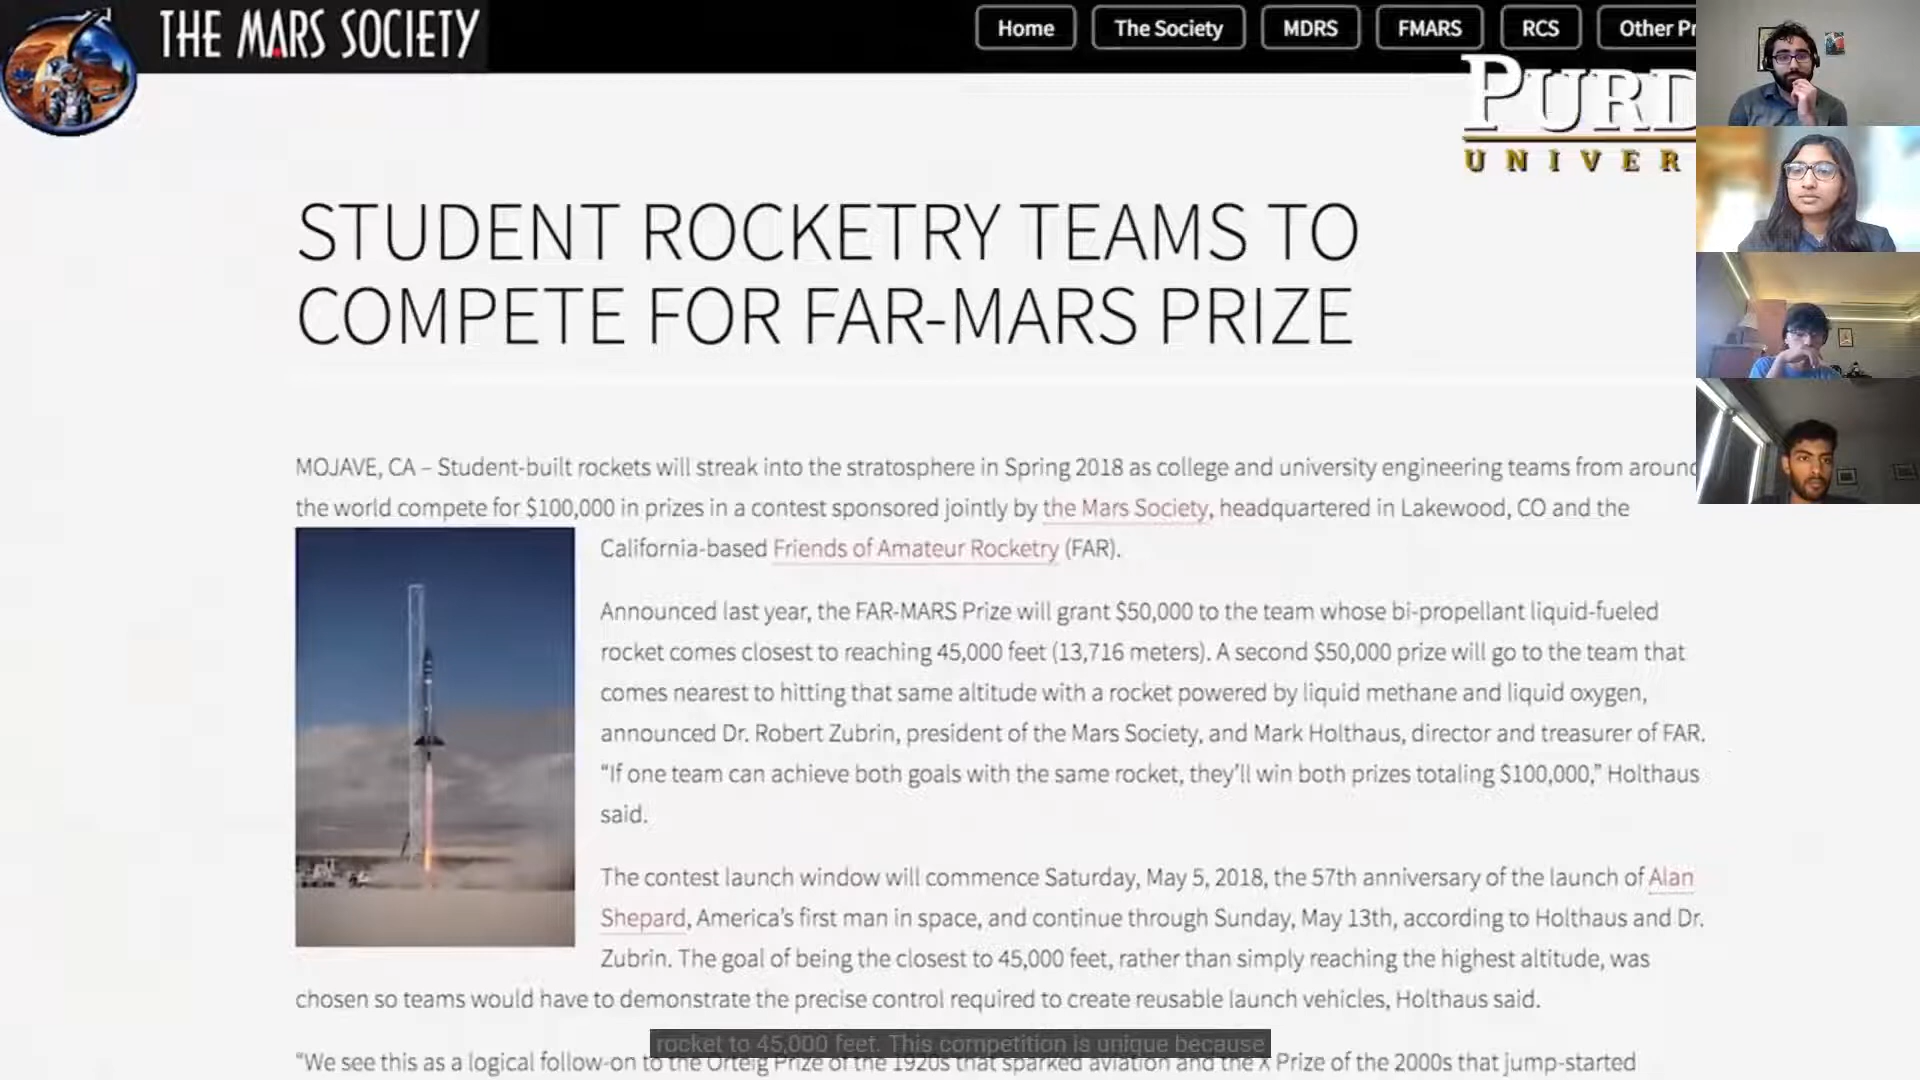 THE MARS SOCIETY
Home The Society MDRS FMARS RCS Other Pr
PURD
UNIVER
STUDENT ROCKETRY TEAMS TO
COMPETE FOR FAR-MARS PRIZE
MOJAVE, CA – Student-built rockets will streak into the stratosphere in Spring 2018 as college and university engineering teams from around
the world compete for $100,000 in prizes in a contest sponsored jointly by the Mars Society, headquartered in Lakewood, CO and the
California-based Friends of Amateur Rocketry (FAR).
Announced last year, the FAR-MARS Prize will grant $50,000 to the team whose bi-propellant liquid-fueled
rocket comes closest to reaching 45,000 feet (13,716 meters). A second $50,000 prize will go to the team that
comes nearest to hitting that same altitude with a rocket powered by liquid methane and liquid oxygen,
announced Dr. Robert Zubrin, president of the Mars Society, and Mark Holthaus, director and treasurer of FAR.
“If one team can achieve both goals with the same rocket, they’ll win both prizes totaling $100,000,” Holthaus
said.
The contest launch window will commence Saturday, May 5, 2018, the 57th anniversary of the launch of Alan
Shepard, America’s first man in space, and continue through Sunday, May 13th, according to Holthaus and Dr.
Zubrin. The goal of being the closest to 45,000 feet, rather than simply reaching the highest altitude, was
chosen so teams would have to demonstrate the precise control required to create reusable launch vehicles, Holthaus said.
rocket to 45,000 feet. This competition is unique because
“We see this as a logical follow-on to the Orteig Prize of the 1920s that sparked aviation and the X Prize of the 2000s that jump-started